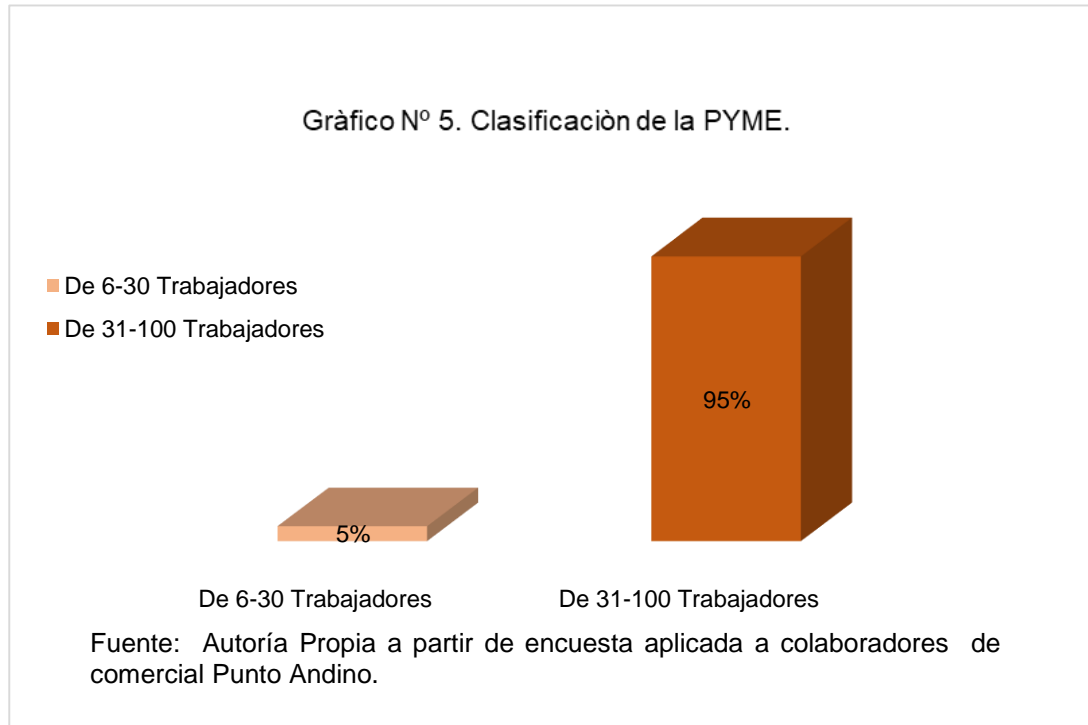 Gràfico Nº 5. Clasificaciòn de la PYME.
De 6-30 Trabajadores
De 31-100 Trabajadores
95%
5%
De 6-30 Trabajadores
De 31-100 Trabajadores
Fuente: Autoría Propia a partir de encuesta aplicada a colaboradores de
comercial Punto Andino.